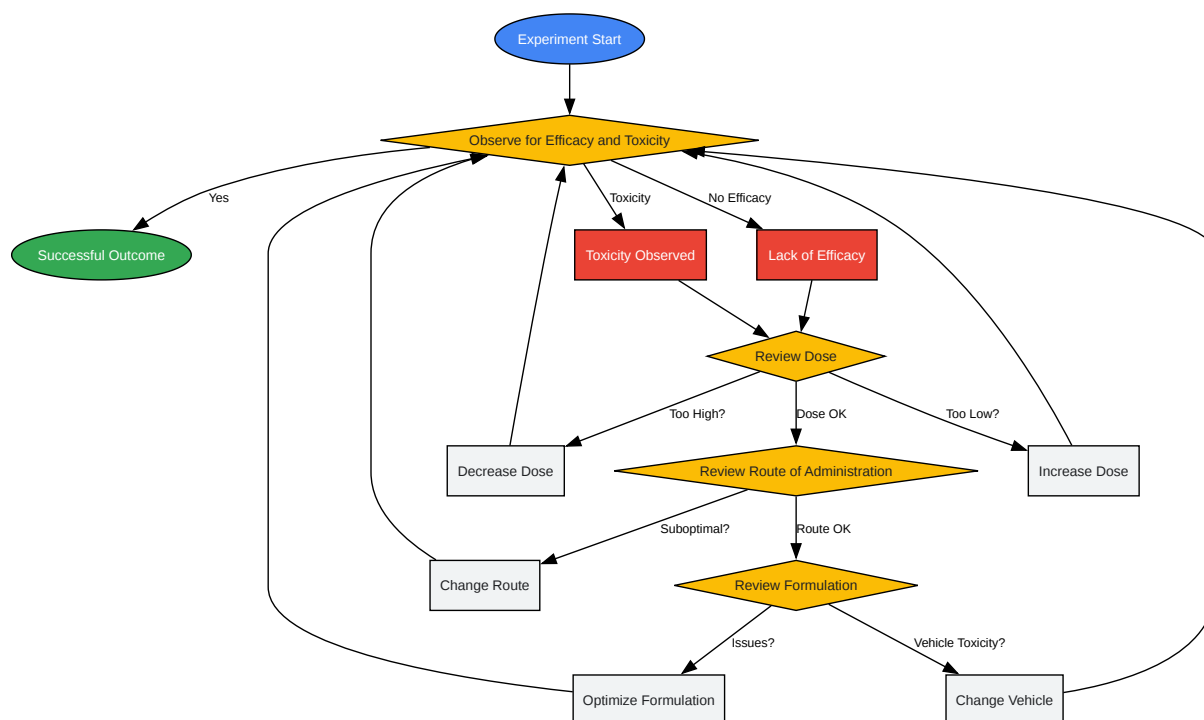 Experiment Start
Observe for Efficacy and Toxicity
Yes
Toxicity
No Efficacy
Successful Outcome
Toxicity Observed
Lack of Efficacy
Review Dose
Too High?
Dose OK
Too Low?
Decrease Dose
Review Route of Administration
Increase Dose
Suboptimal?
Route OK
Change Route
Review Formulation
Issues?
Vehicle Toxicity?
Optimize Formulation
Change Vehicle